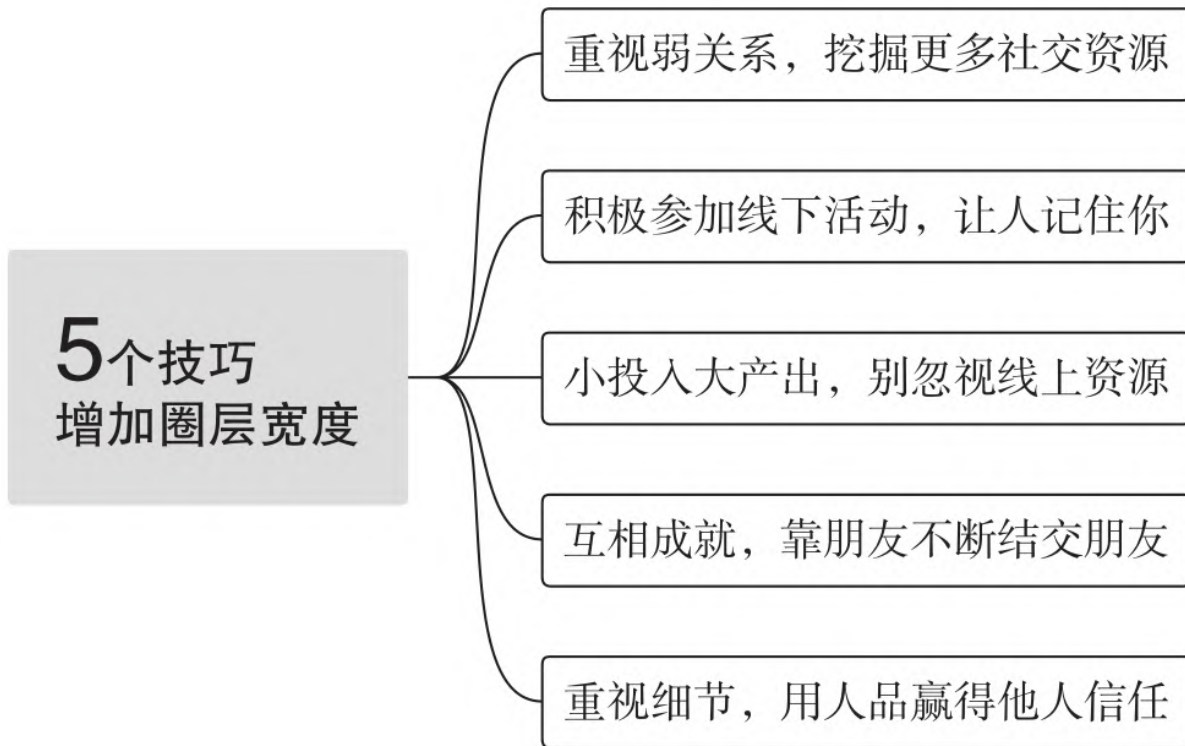 5个技巧
增加圈层宽度
重视弱关系，挖掘更多社交资源
积极参加线下活动，让人记住你
小投入大产出，别忽视线上资源
互相成就，靠朋友不断结交朋友
重视细节，用人品赢得他人信任